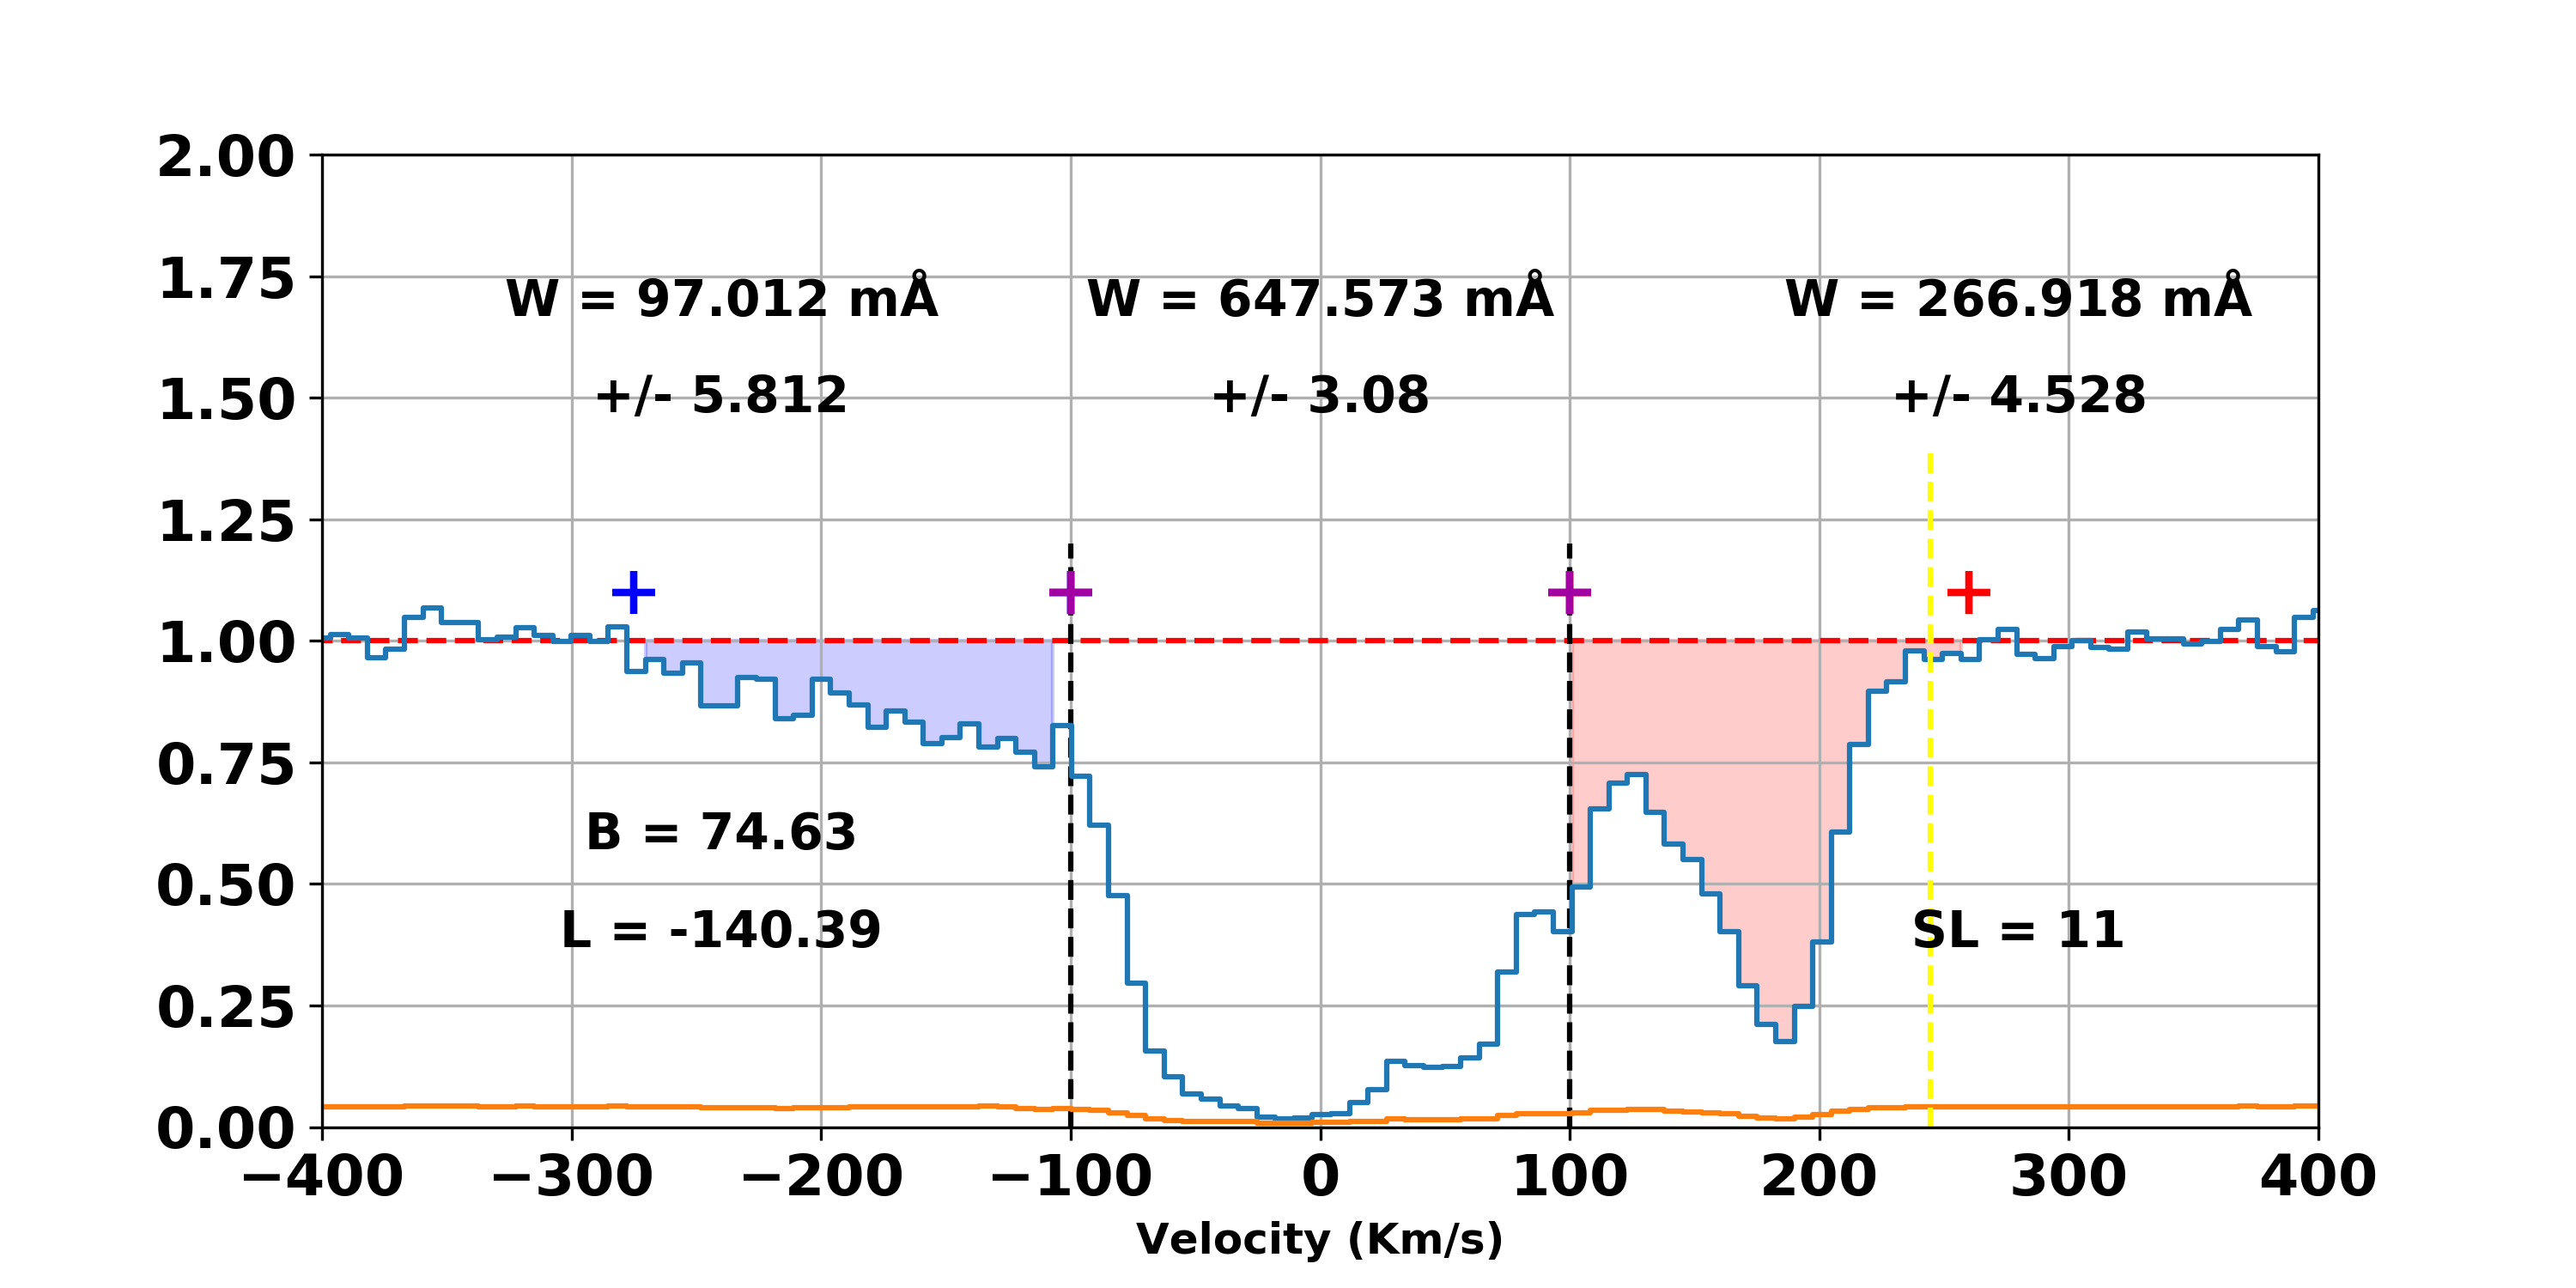 2.00
1.75
W = 97.012 mÅ W = 647.573 mÅ W = 266.918 mÅ
+/- 5.812 +/- 3.08 +/- 4.528
1.50
1.25
1.00
0.75
B = 74.63
0.50
L = -140.39 SL = 11
0.25
0.00
−400 −300 −200 −100 0 100 200 300 400
Velocity (Km/s)